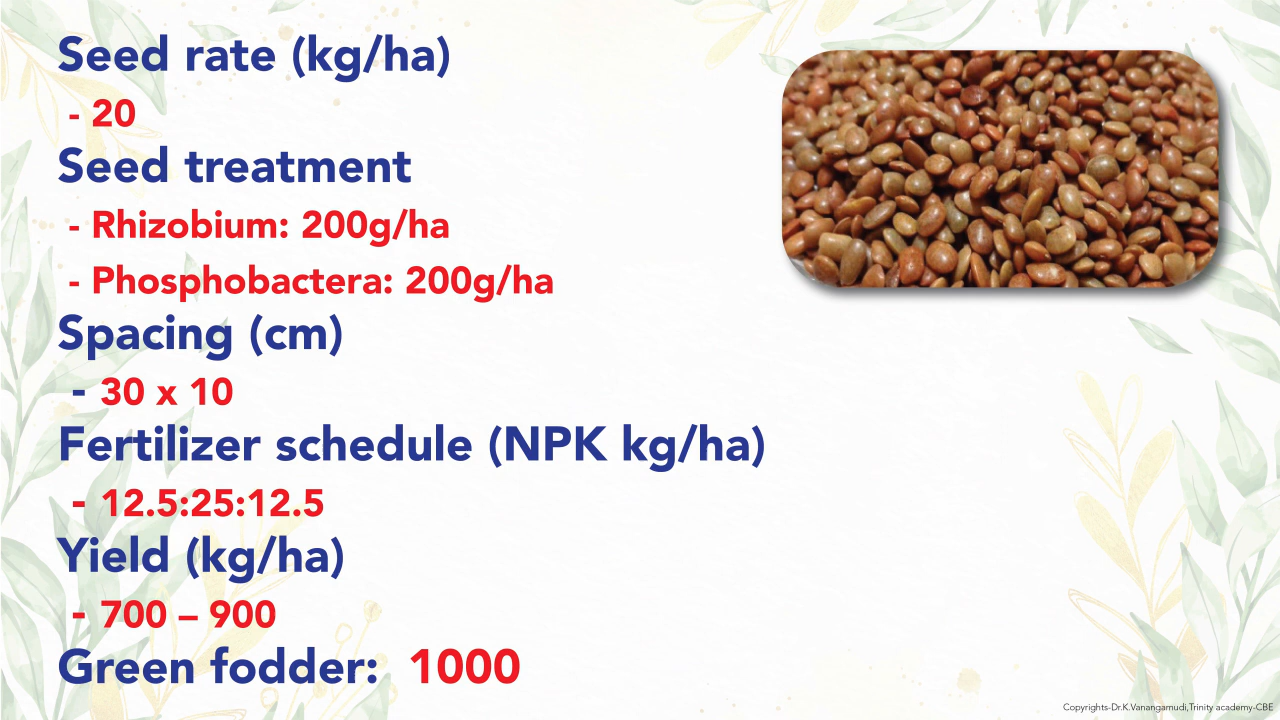 Seed rate (kg/ha)
- 20
Seed treatment
- Rhizobium: 200g/ha
- Phosphobactera: 200g/ha
Spacing (cm)
- 30 x 10
Fertilizer schedule (NPK kg/ha)
- 12.5:25:12.5
Yield (kg/ha)
- 700 – 900
Green fodder: 1000
Copyrights-Dr.K.Vanangamudi,Trinity academy-CBE